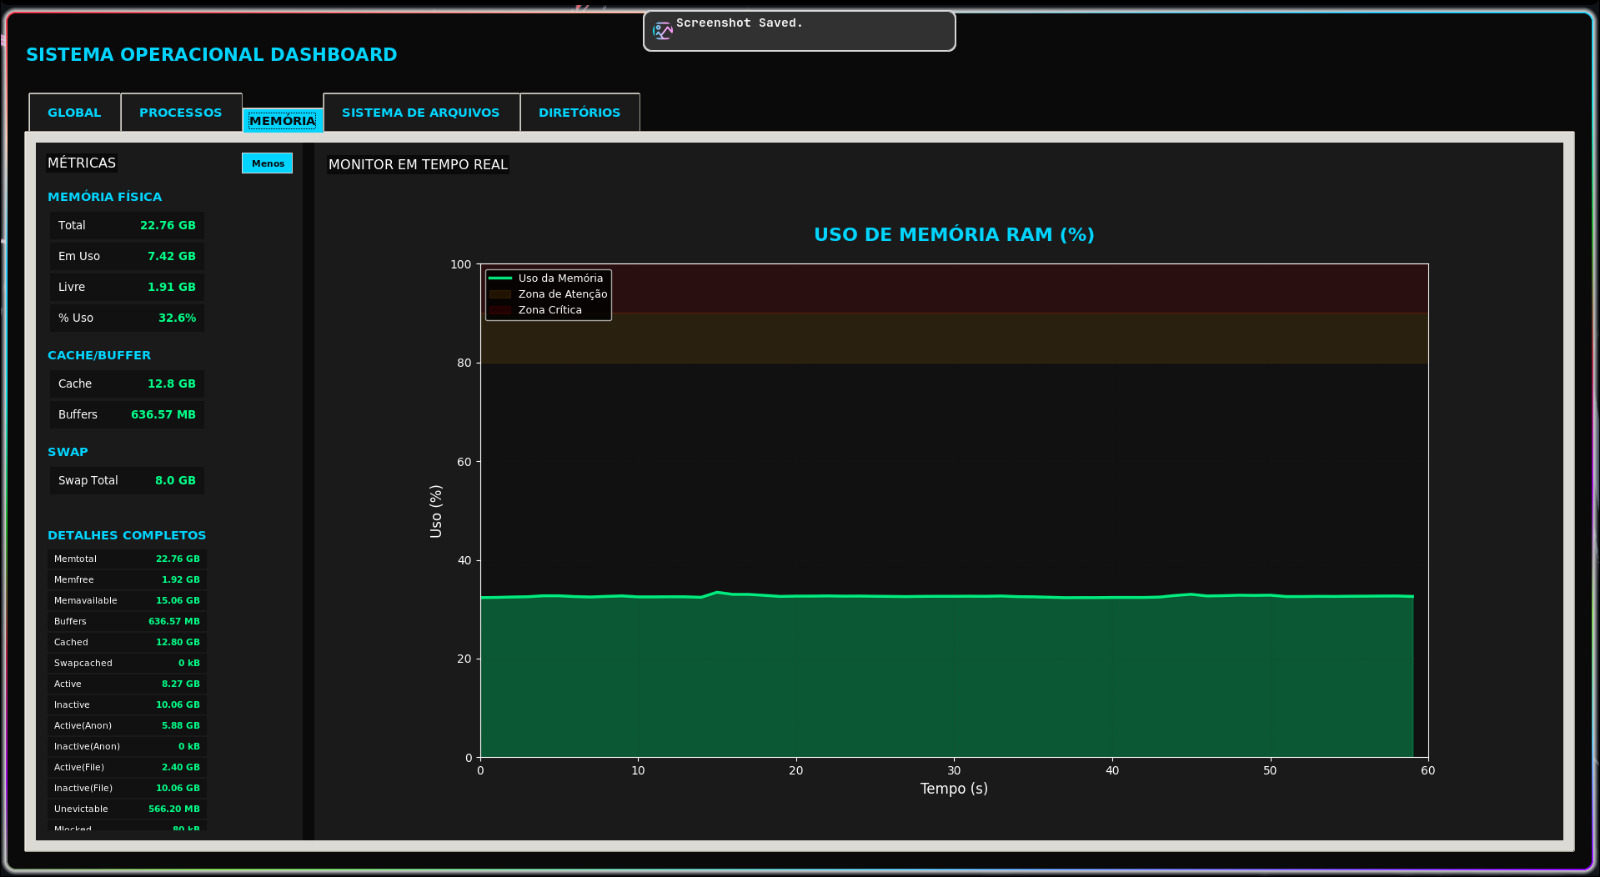 Screenshot Saved.
SISTEMA OPERACIONAL DASHBOARD
GLOBAL PROCESSOS MEMÓRIA SISTEMA DE ARQUIVOS DIRETÓRIOS
MÉTRICAS Menos
MEMÓRIA FÍSICA
Total 22.76 GB
Em Uso 7.42 GB
Livre 1.91 GB
% Uso 32.6%
CACHE/BUFFER
Cache 12.8 GB
Buffers 636.57 MB
SWAP
Swap Total 8.0 GB
DETALHES COMPLETOS
Memtotal 22.76 GB
Memfree 1.92 GB
Memavailable 15.06 GB
Buffers 636.57 MB
Cached 12.80 GB
Swapcached 0 kB
Active 8.27 GB
Inactive 10.06 GB
Active(Anon) 5.88 GB
Inactive(Anon) 0 kB
Active(File) 2.40 GB
Inactive(File) 10.06 GB
Unevictable 566.20 MB
Mlocked 80 kB
MONITOR EM TEMPO REAL
USO DE MEMÓRIA RAM (%)
Uso da Memória
Zona de Atenção
Zona Crítica
100
80
60
40
20
0
Uso (%)
0 10 20 30 40 50 60
Tempo (s)